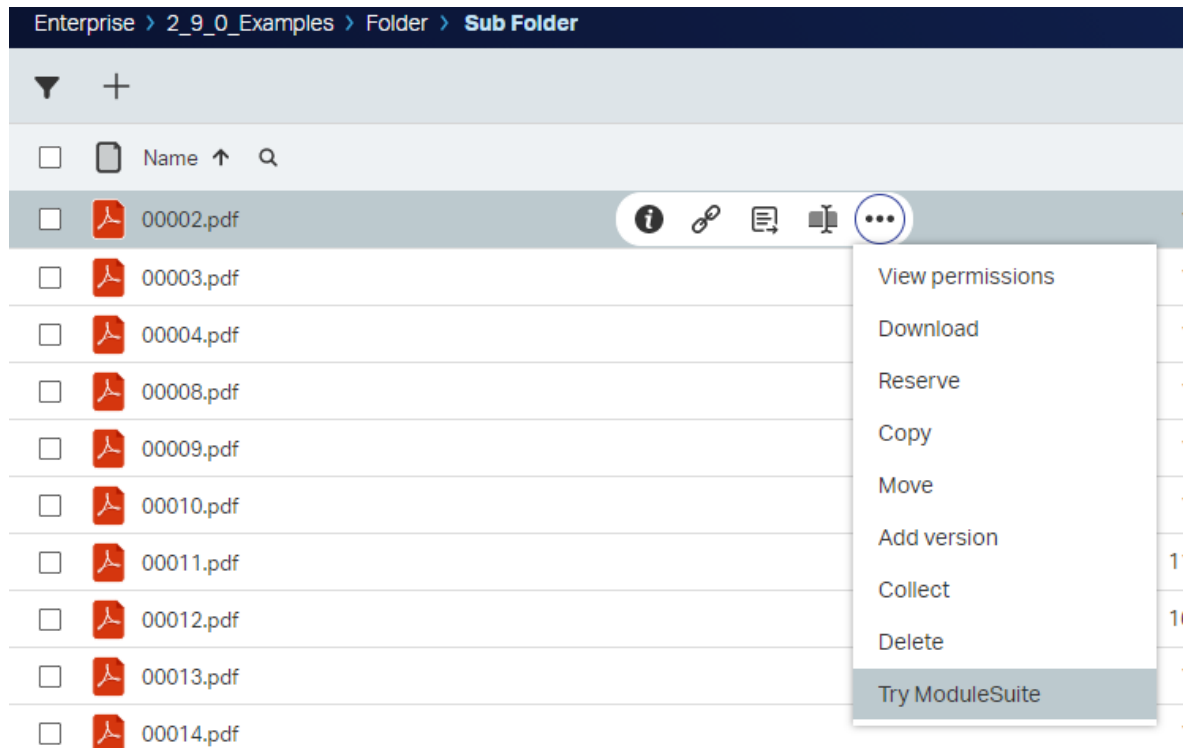 Enterprise > 2_9_0_Examples > Folder > Sub Folder
Name
00002.pdf
00003.pdf
00004.pdf
00008.pdf
00009.pdf
00010.pdf
00011.pdf
00012.pdf
00013.pdf
00014.pdf
View permissions
Download
Reserve
Copy
Move
Add version
Collect
Delete
Try ModuleSuite